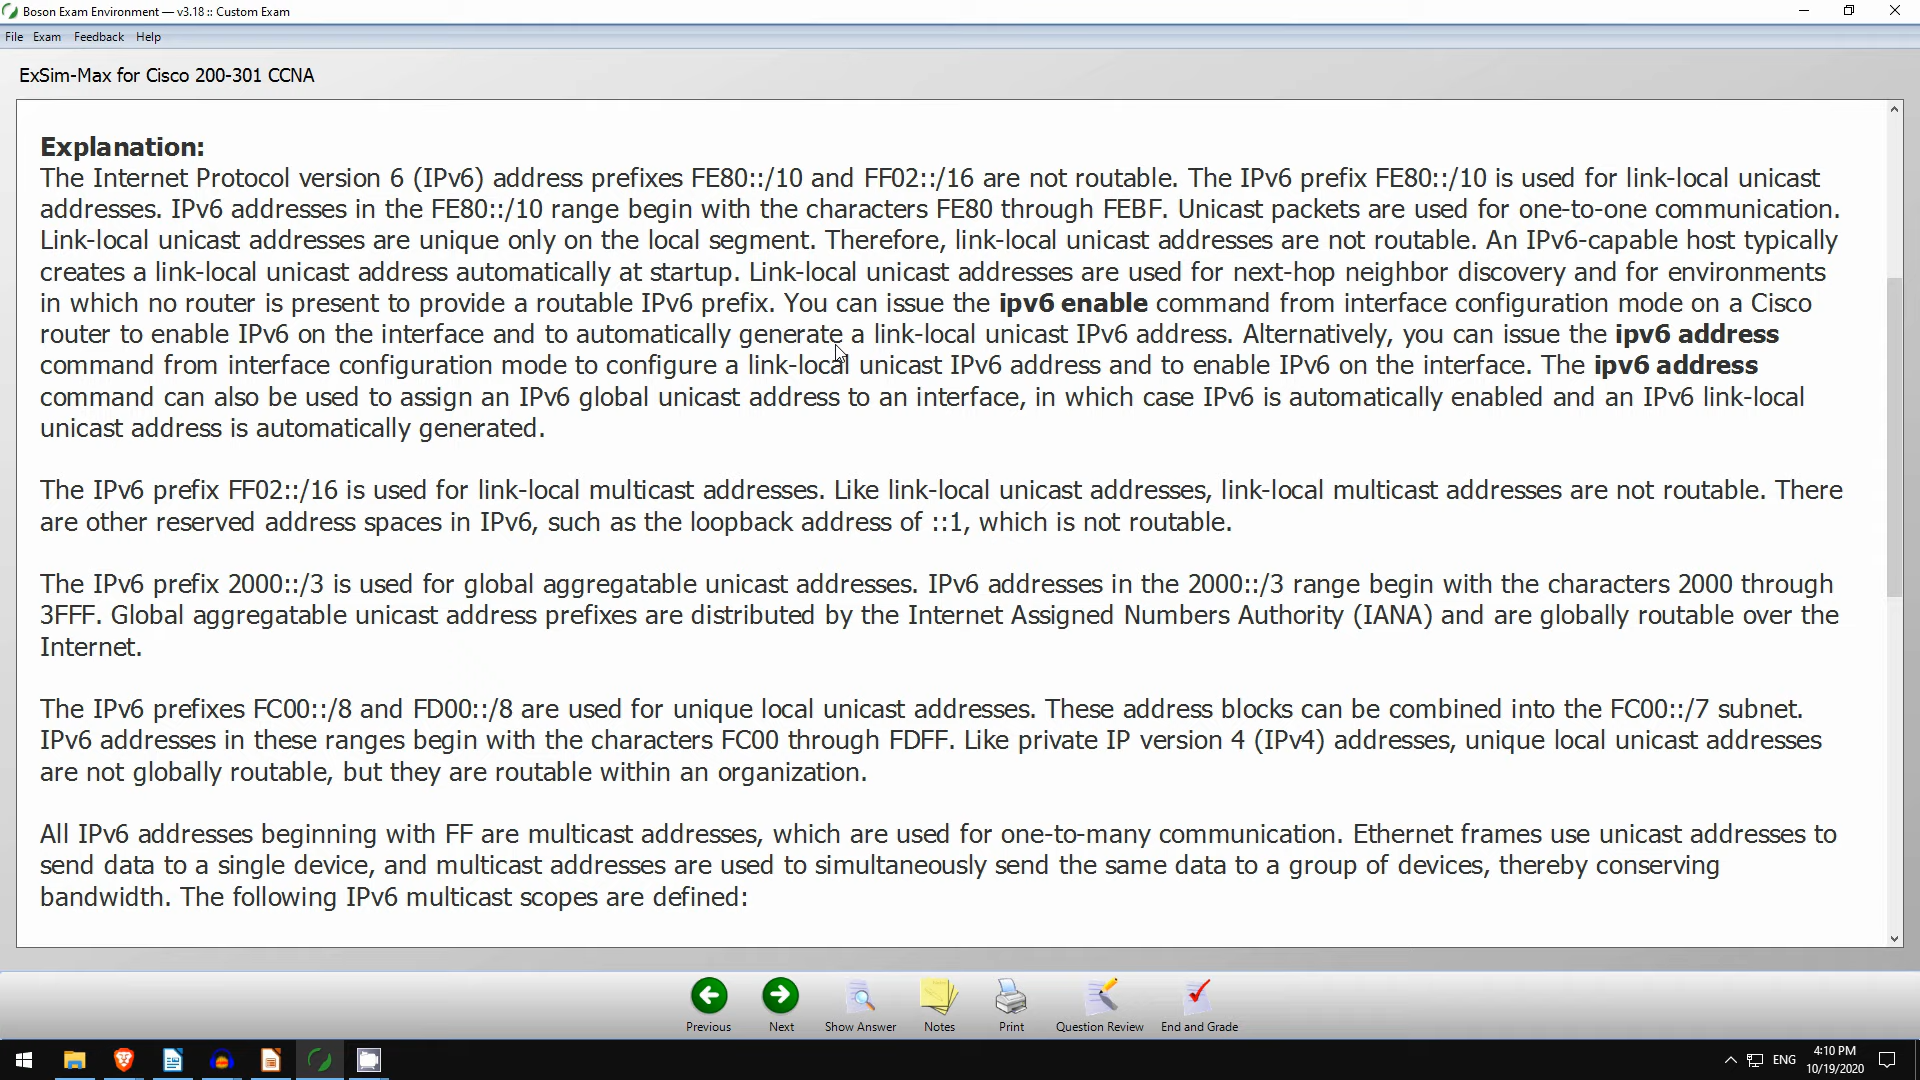 Boson Exam Environment — v3.18 :: Custom Exam
File Exam Feedback Help
ExSim-Max for Cisco 200-301 CCNA
Explanation:
The Internet Protocol version 6 (IPv6) address prefixes FE80::/10 and FF02::/16 are not routable. The IPv6 prefix FE80::/10 is used for link-local unicast
addresses. IPv6 addresses in the FE80::/10 range begin with the characters FE80 through FEBF. Unicast packets are used for one-to-one communication.
Link-local unicast addresses are unique only on the local segment. Therefore, link-local unicast addresses are not routable. An IPv6-capable host typically
creates a link-local unicast address automatically at startup. Link-local unicast addresses are used for next-hop neighbor discovery and for environments
in which no router is present to provide a routable IPv6 prefix. You can issue the ipv6 enable command from interface configuration mode on a Cisco
router to enable IPv6 on the interface and to automatically generate a link-local unicast IPv6 address. Alternatively, you can issue the ipv6 address
command from interface configuration mode to configure a link-local unicast IPv6 address and to enable IPv6 on the interface. The ipv6 address
command can also be used to assign an IPv6 global unicast address to an interface, in which case IPv6 is automatically enabled and an IPv6 link-local
unicast address is automatically generated.
The IPv6 prefix FF02::/16 is used for link-local multicast addresses. Like link-local unicast addresses, link-local multicast addresses are not routable. There
are other reserved address spaces in IPv6, such as the loopback address of ::1, which is not routable.
The IPv6 prefix 2000::/3 is used for global aggregatable unicast addresses. IPv6 addresses in the 2000::/3 range begin with the characters 2000 through
3FFF. Global aggregatable unicast address prefixes are distributed by the Internet Assigned Numbers Authority (IANA) and are globally routable over the
Internet.
The IPv6 prefixes FC00::/8 and FD00::/8 are used for unique local unicast addresses. These address blocks can be combined into the FC00::/7 subnet.
IPv6 addresses in these ranges begin with the characters FC00 through FDFF. Like private IP version 4 (IPv4) addresses, unique local unicast addresses
are not globally routable, but they are routable within an organization.
All IPv6 addresses beginning with FF are multicast addresses, which are used for one-to-many communication. Ethernet frames use unicast addresses to
send data to a single device, and multicast addresses are used to simultaneously send the same data to a group of devices, thereby conserving
bandwidth. The following IPv6 multicast scopes are defined:
Previous Next Show Answer Notes Print Question Review End and Grade
ENG
4:10 PM
10/19/2020